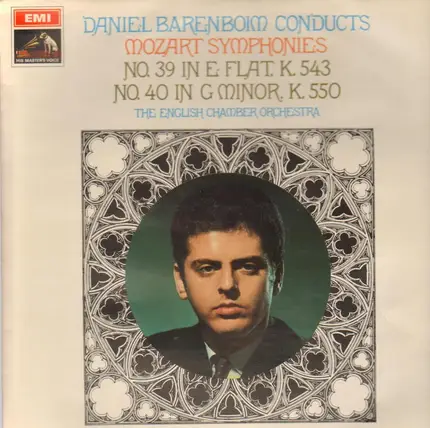 EMI
HIS MASTER'S VOICE
DANIEL BARENBOIM CONDUCTS
MOZART SYMPHONIES
NO. 39 IN E FLAT, K. 543
NO. 40 IN G MINOR, K. 550
THE ENGLISH CHAMBER ORCHESTRA